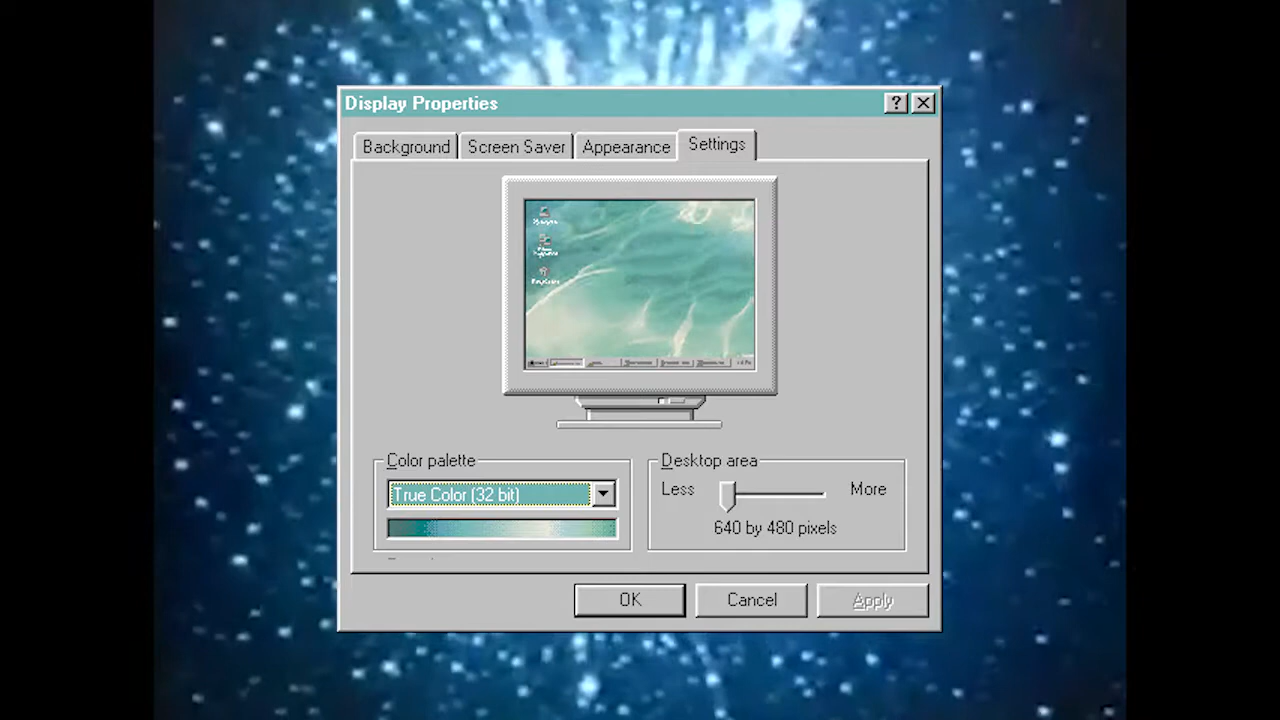 Display Properties
Background Screen Saver Appearance Settings
Color palette
Desktop area
True Color (32 bit)
Less More
640 by 480 pixels
OK Cancel Apply